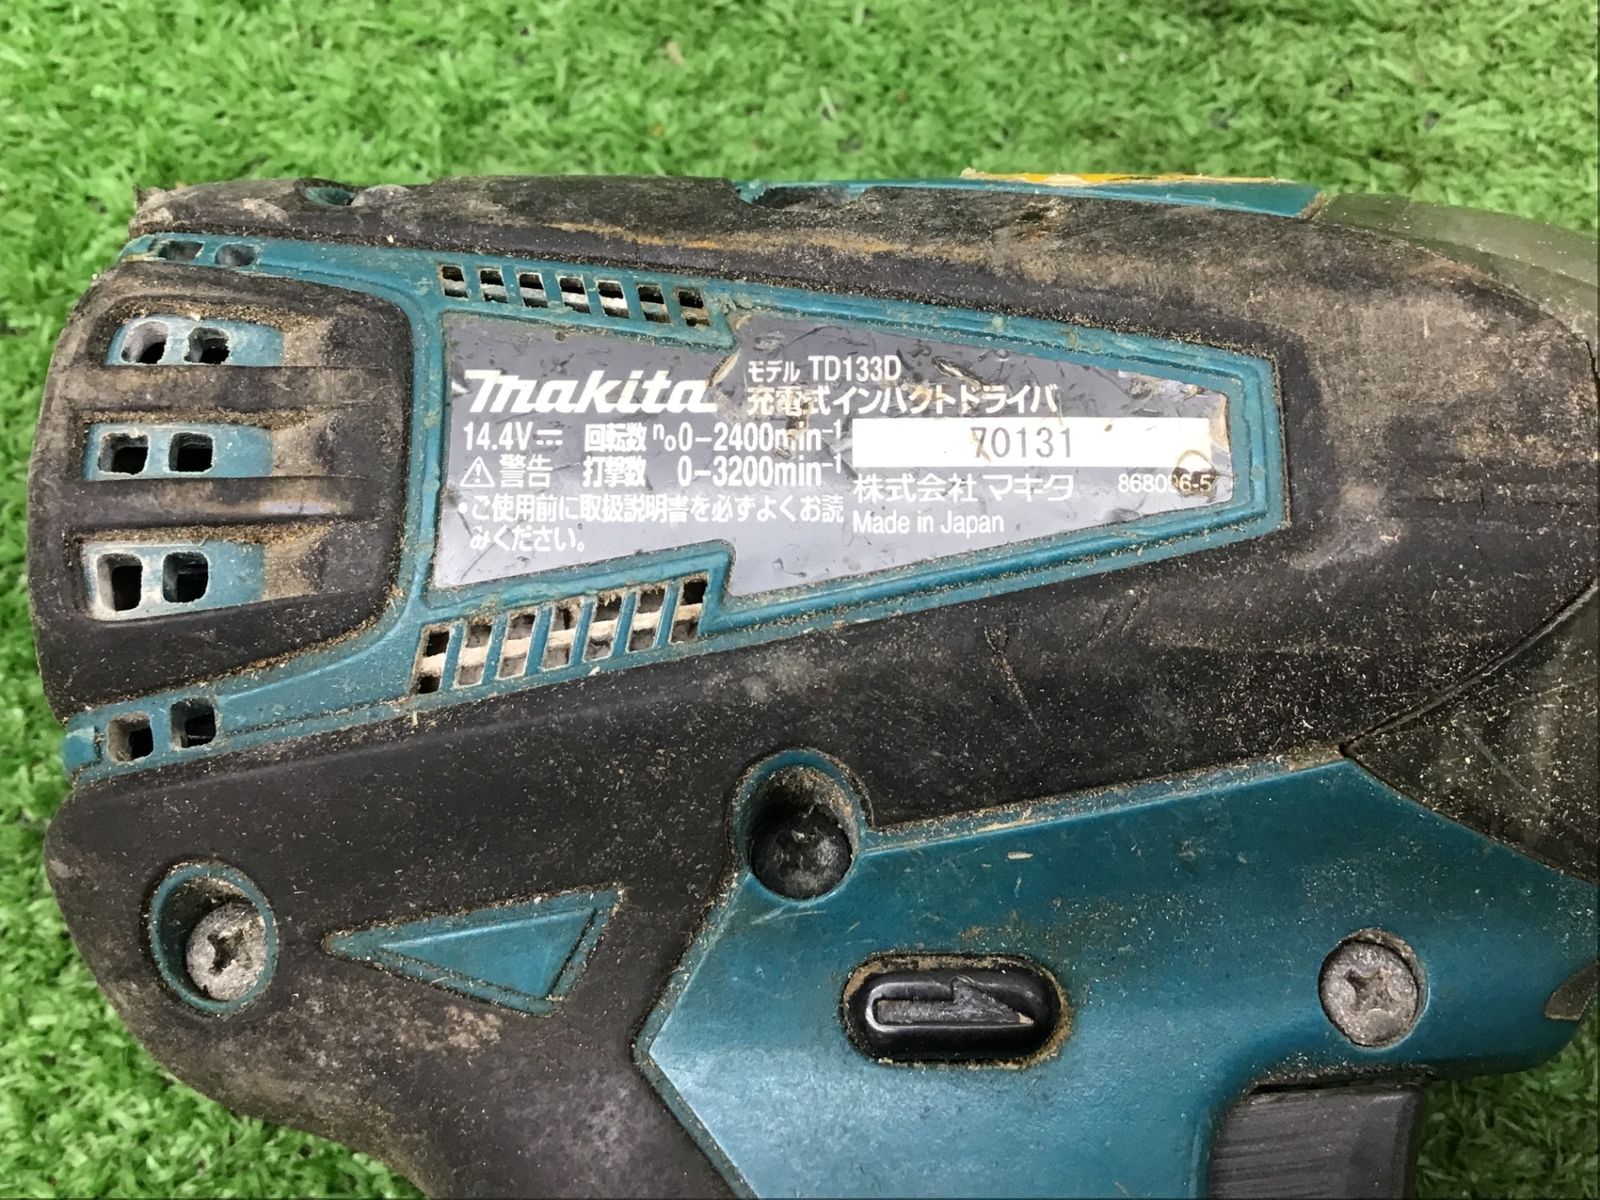 makita
モデル TD133D
充電式インパクトドライバ
14.4V 回転数 n₀0-2400min⁻¹
70131
警告 打撃数 0-3200min⁻¹
株式会社 マキタ
・ご使用前に取扱説明書を必ずよくお読
みください。
Made in Japan